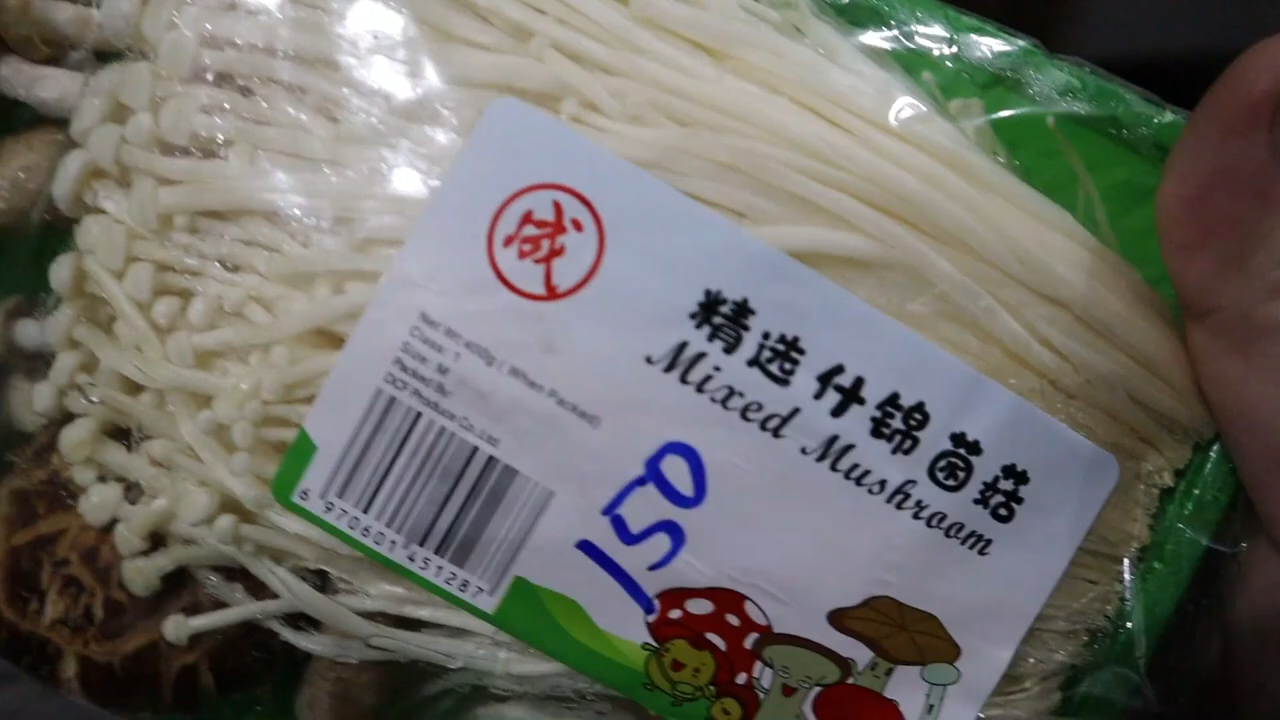 成
精选什锦菌菇
Mixed Mushroom
Net Wt: 400g ( When Packed)
Class: 1
Size: M
Packed By:
DCF Produce Co.,Ltd
150
6 970601 451287